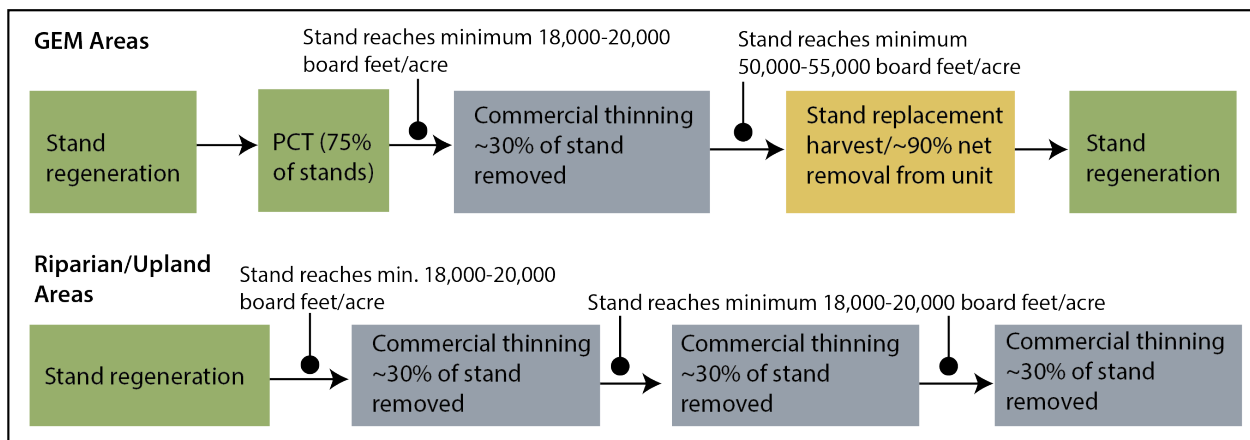 GEM Areas
Stand reaches minimum 18,000-20,000
board feet/acre
Stand reaches minimum
50,000-55,000 board feet/acre
Stand
regeneration
PCT (75%
of stands)
Commercial thinning
~30% of stand
removed
Stand replacement
harvest/~90% net
removal from unit
Stand
regeneration
Riparian/Upland
Areas
Stand reaches min. 18,000-20,000
board feet/acre
Stand reaches minimum 18,000-20,000 board feet/acre
Stand regeneration
Commercial thinning
~30% of stand
removed
Commercial thinning
~30% of stand
removed
Commercial thinning
~30% of stand
removed